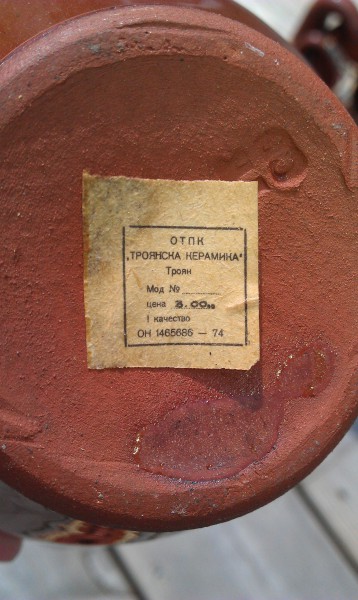 ОТПК
„ТРОЯНСКА КЕРАМИКА"
Троян
Мод №
цена 3.00лв
I качество
ОН 1465686 — 74